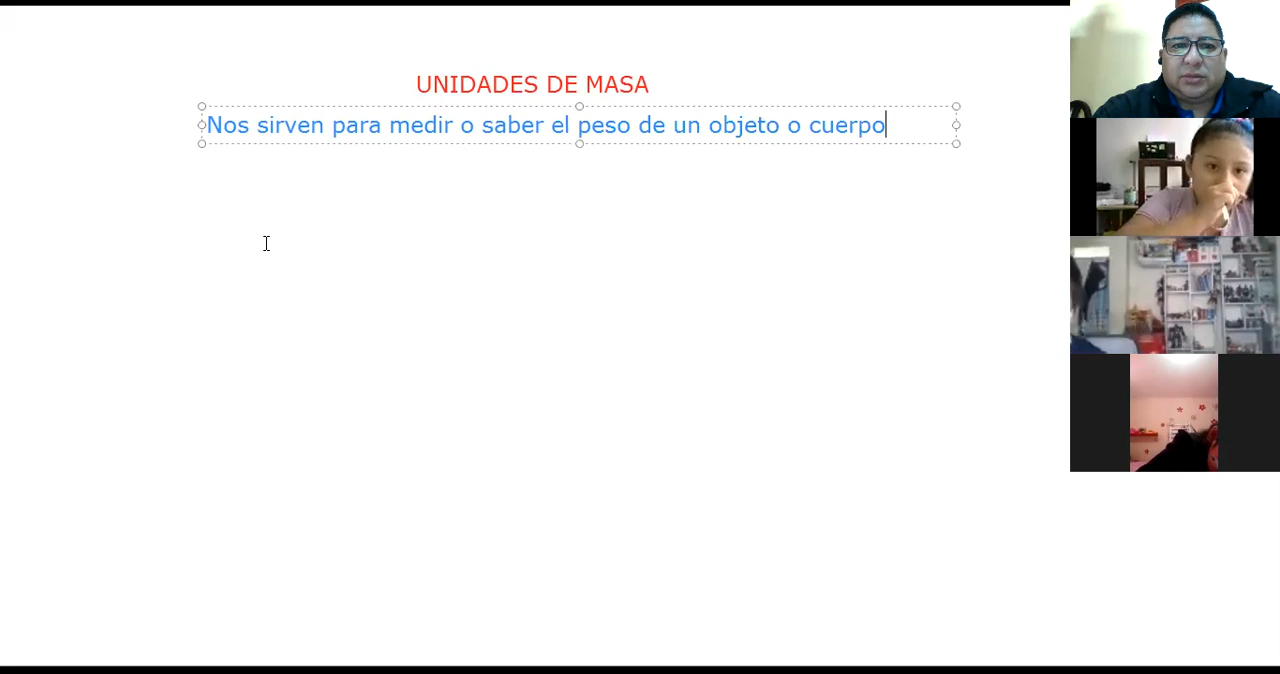 UNIDADES DE MASA
Nos sirven para medir o saber el peso de un objeto o cuerpo